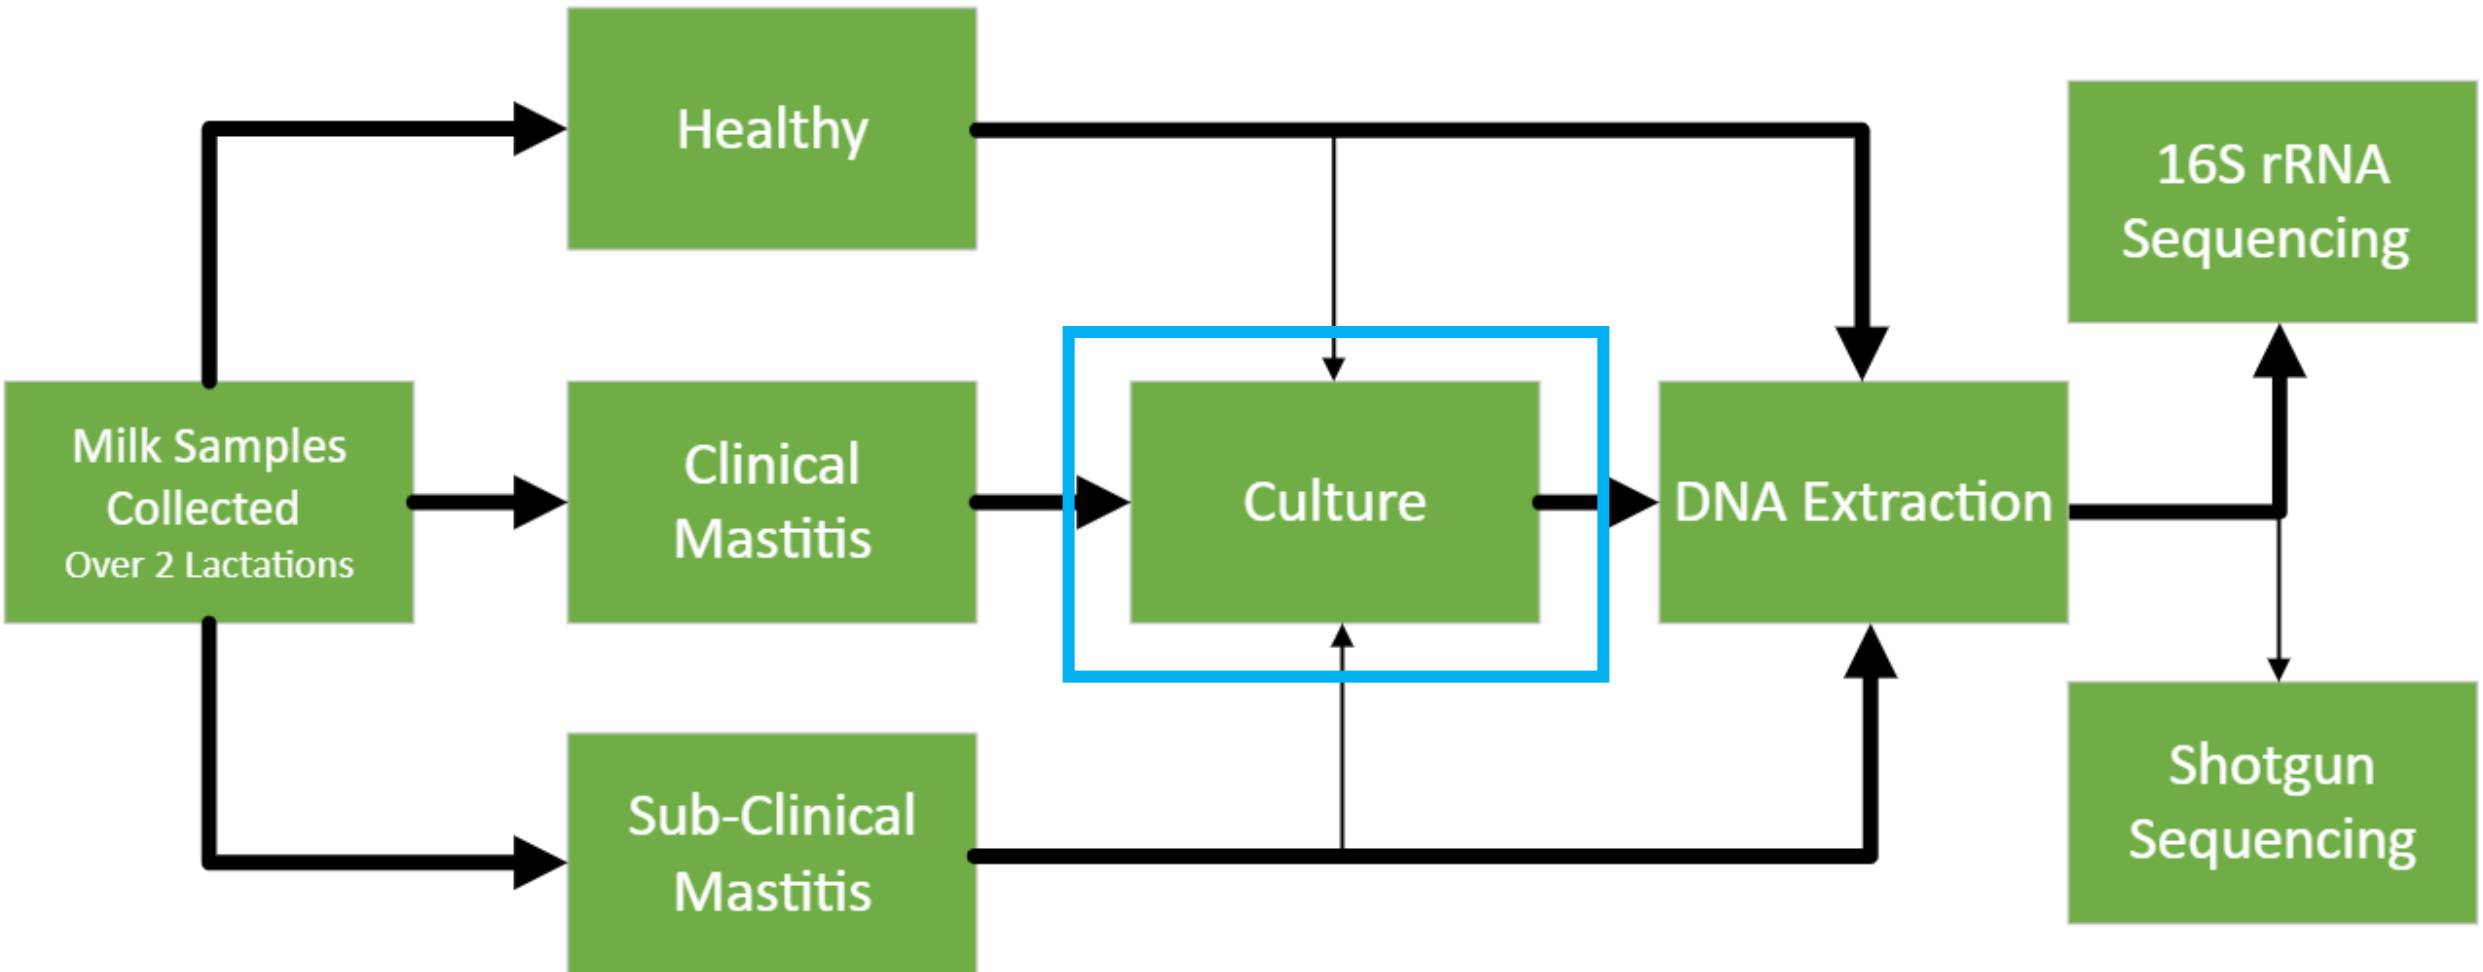 Healthy
16S rRNA
Sequencing
Milk Samples
Collected
Over 2 Lactations
Clinical
Mastitis
Culture
DNA Extraction
Sub-Clinical
Mastitis
Shotgun
Sequencing